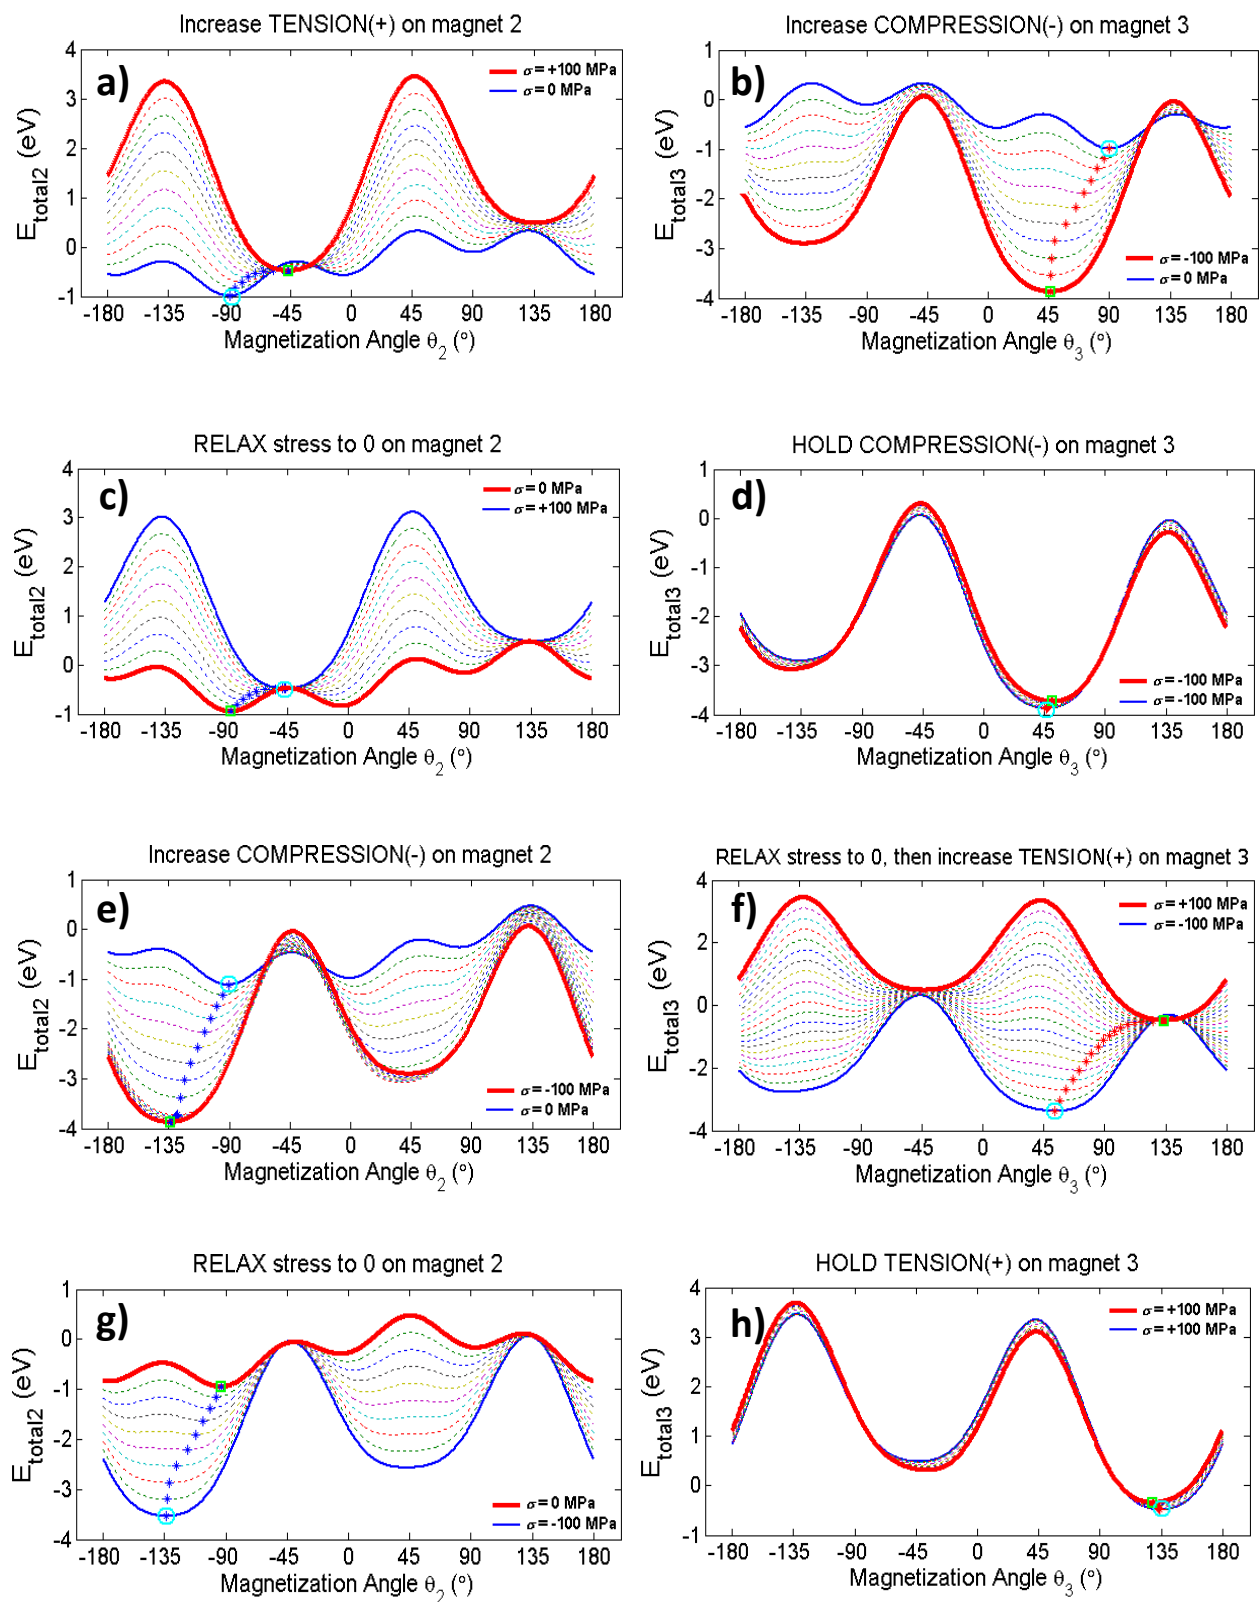 Increase TENSION(+) on magnet 2
a)
σ= +100 MPa
σ=0 MPa
E_total2 (eV)
4
3
2
1
0
-1
-180 -135 -90 -45 0 45 90 135 180
Magnetization Angle θ_2 (°)
Increase COMPRESSION(-) on magnet 3
b)
E_total3 (eV)
1
0
-1
-2
-3
-4
σ= -100 MPa
σ=0 MPa
-180 -135 -90 -45 0 45 90 135 180
Magnetization Angle θ_3 (°)
RELAX stress to 0 on magnet 2
c)
σ=0 MPa
σ= +100 MPa
E_total2 (eV)
4
3
2
1
0
-1
-180 -135 -90 -45 0 45 90 135 180
Magnetization Angle θ_2 (°)
HOLD COMPRESSION(-) on magnet 3
d)
E_total3 (eV)
1
0
-1
-2
-3
-4
σ= -100 MPa
σ= -100 MPa
-180 -135 -90 -45 0 45 90 135 180
Magnetization Angle θ_3 (°)
Increase COMPRESSION(-) on magnet 2
e)
E_total2 (eV)
1
0
-1
-2
-3
-4
σ= -100 MPa
σ=0 MPa
-180 -135 -90 -45 0 45 90 135 180
Magnetization Angle θ_2 (°)
RELAX stress to 0, then increase TENSION(+) on magnet 3
f)
σ= +100 MPa
σ= -100 MPa
E_total3 (eV)
4
2
0
-2
-4
-180 -135 -90 -45 0 45 90 135 180
Magnetization Angle θ_3 (°)
RELAX stress to 0 on magnet 2
g)
E_total2 (eV)
1
0
-1
-2
-3
-4
σ=0 MPa
σ= -100 MPa
-180 -135 -90 -45 0 45 90 135 180
Magnetization Angle θ_2 (°)
HOLD TENSION(+) on magnet 3
h)
σ= +100 MPa
σ= +100 MPa
E_total3 (eV)
4
3
2
1
0
-1
-180 -135 -90 -45 0 45 90 135 180
Magnetization Angle θ_3 (°)